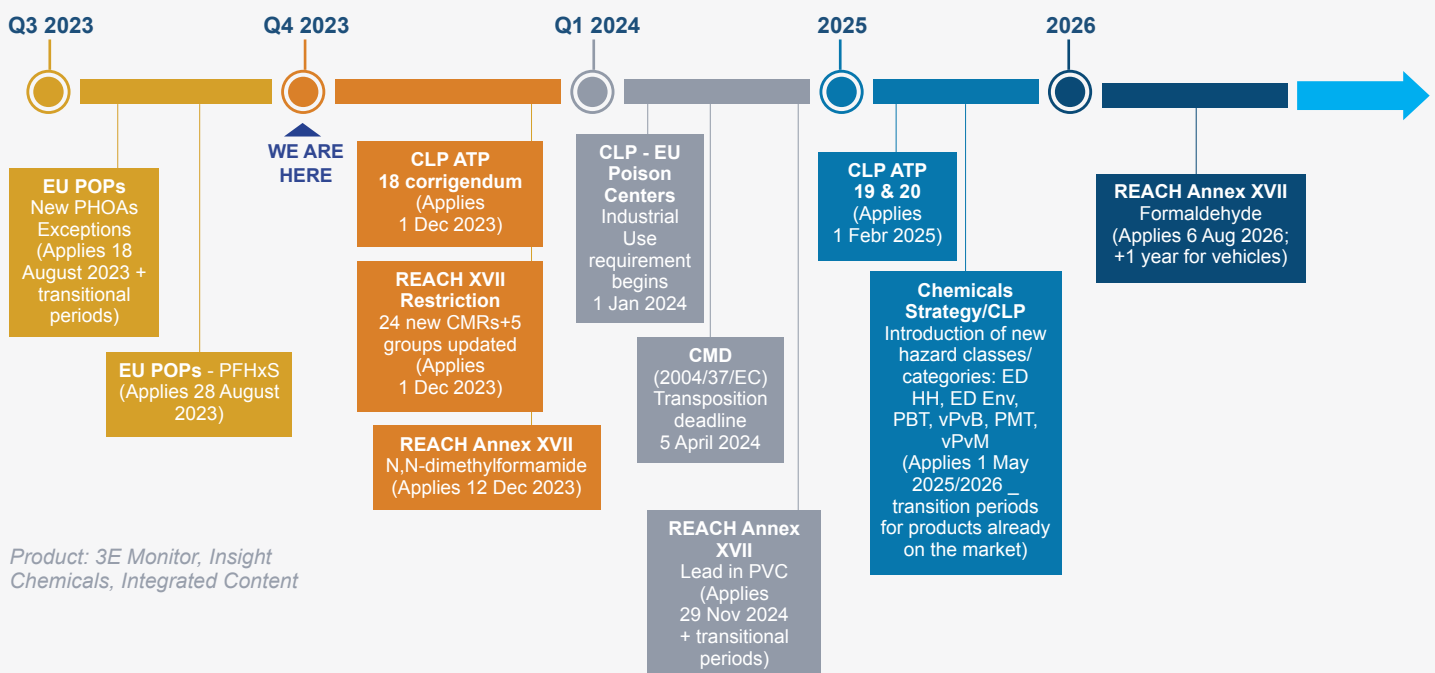 Q3 2023
Q4 2023
Q1 2024
2025
2026
WE ARE
HERE
EU POPs
New PHOAs
Exceptions
(Applies 18
August 2023 +
transitional
periods)
EU POPs - PFHxS
(Applies 28 August
2023)
CLP ATP
18 corrigendum
(Applies
1 Dec 2023)
REACH XVII
Restriction
24 new CMRs+5
groups updated
(Applies
1 Dec 2023)
REACH Annex XVII
N,N-dimethylformamide
(Applies 12 Dec 2023)
CLP - EU
Poison
Centers
Industrial
Use
requirement
begins
1 Jan 2024
CMD
(2004/37/EC)
Transposition
deadline
5 April 2024
REACH Annex
XVII
Lead in PVC
(Applies
29 Nov 2024
+ transitional
periods)
CLP ATP
19 & 20
(Applies
1 Febr 2025)
Chemicals
Strategy/CLP
Introduction of new
hazard classes/
categories: ED
HH, ED Env,
PBT, vPvB, PMT,
vPvM
(Applies 1 May
2025/2026 _
transition periods
for products already
on the market)
REACH Annex XVII
Formaldehyde
(Applies 6 Aug 2026;
+1 year for vehicles)
Product: 3E Monitor, Insight
Chemicals, Integrated Content